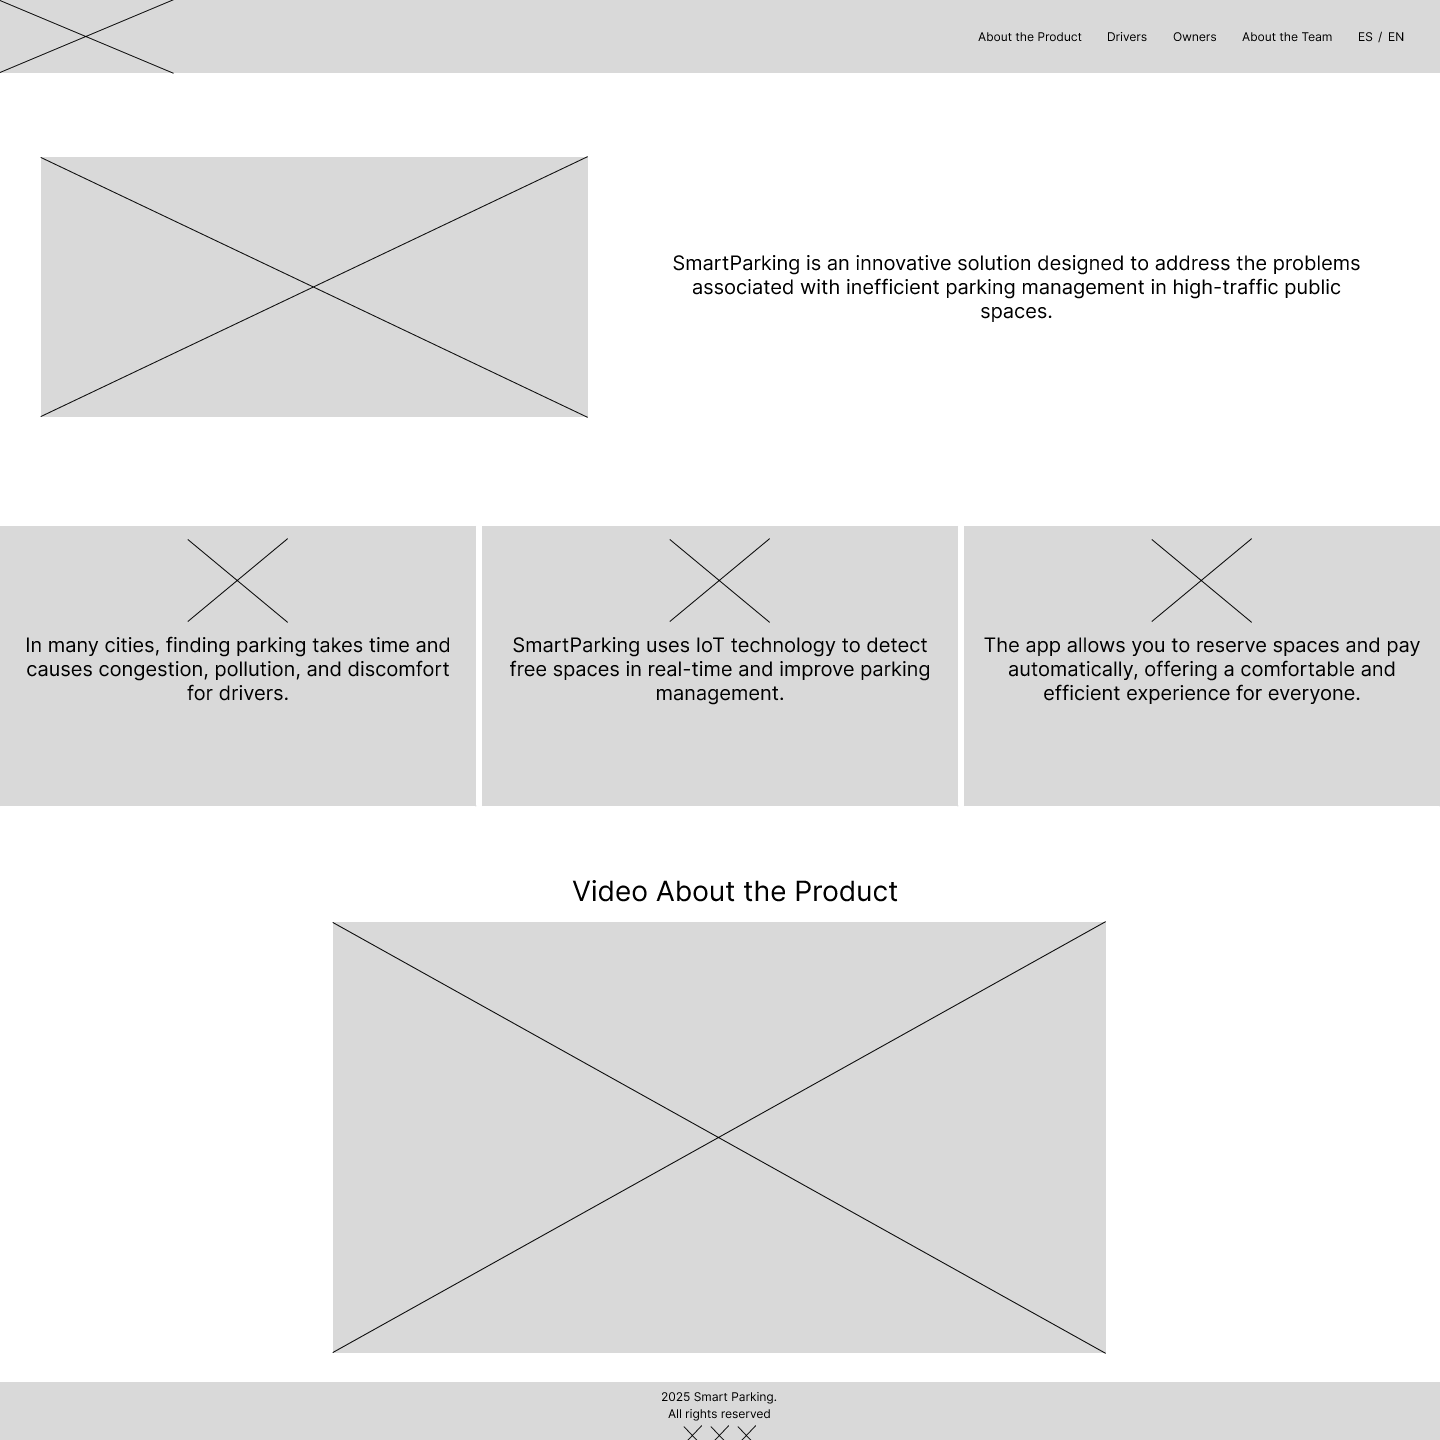 About the Product Drivers Owners About the Team ES / EN
SmartParking is an innovative solution designed to address the problems
associated with inefficient parking management in high-traffic public
spaces.
In many cities, finding parking takes time and
causes congestion, pollution, and discomfort
for drivers.
SmartParking uses IoT technology to detect
free spaces in real-time and improve parking
management.
The app allows you to reserve spaces and pay
automatically, offering a comfortable and
efficient experience for everyone.
Video About the Product
2025 Smart Parking.
All rights reserved